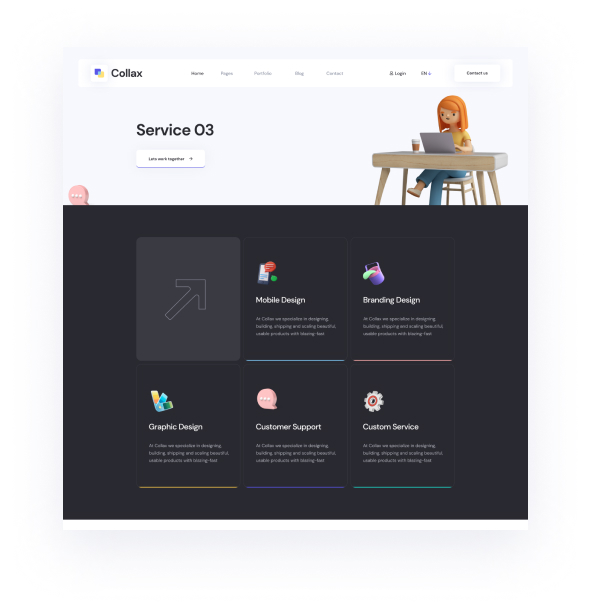 Collax
Home Pages Portfolio Blog Contact Login EN Contact us
Service 03
Lets work together
Mobile Design
At Collax we specialize in designing,
building, shipping and scaling beautiful,
usable products with blazing-fast
Branding Design
At Collax we specialize in designing,
building, shipping and scaling beautiful,
usable products with blazing-fast
Graphic Design
At Collax we specialize in designing,
building, shipping and scaling beautiful,
usable products with blazing-fast
Customer Support
At Collax we specialize in designing,
building, shipping and scaling beautiful,
usable products with blazing-fast
Custom Service
At Collax we specialize in designing,
building, shipping and scaling beautiful,
usable products with blazing-fast